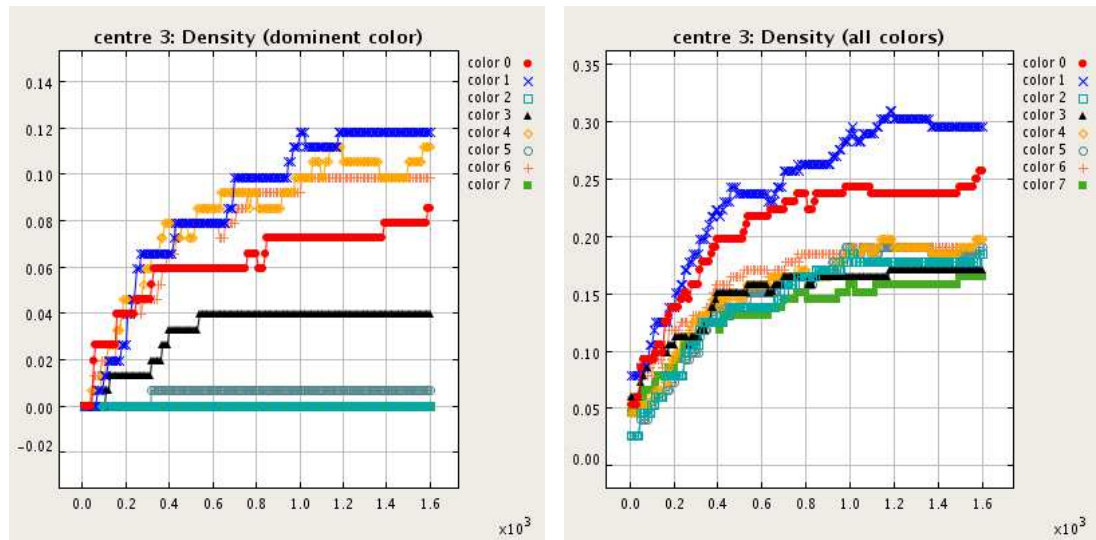 centre 3: Density (dominent color)
0.14
0.12
0.10
0.08
0.06
0.04
0.02
0.00
−0.02
0.0 0.2 0.4 0.6 0.8 1.0 1.2 1.4 1.6
x10³
color 0
color 1
color 2
color 3
color 4
color 5
color 6
color 7
centre 3: Density (all colors)
0.35
0.30
0.25
0.20
0.15
0.10
0.05
0.00
0.0 0.2 0.4 0.6 0.8 1.0 1.2 1.4 1.6
x10³
color 0
color 1
color 2
color 3
color 4
color 5
color 6
color 7